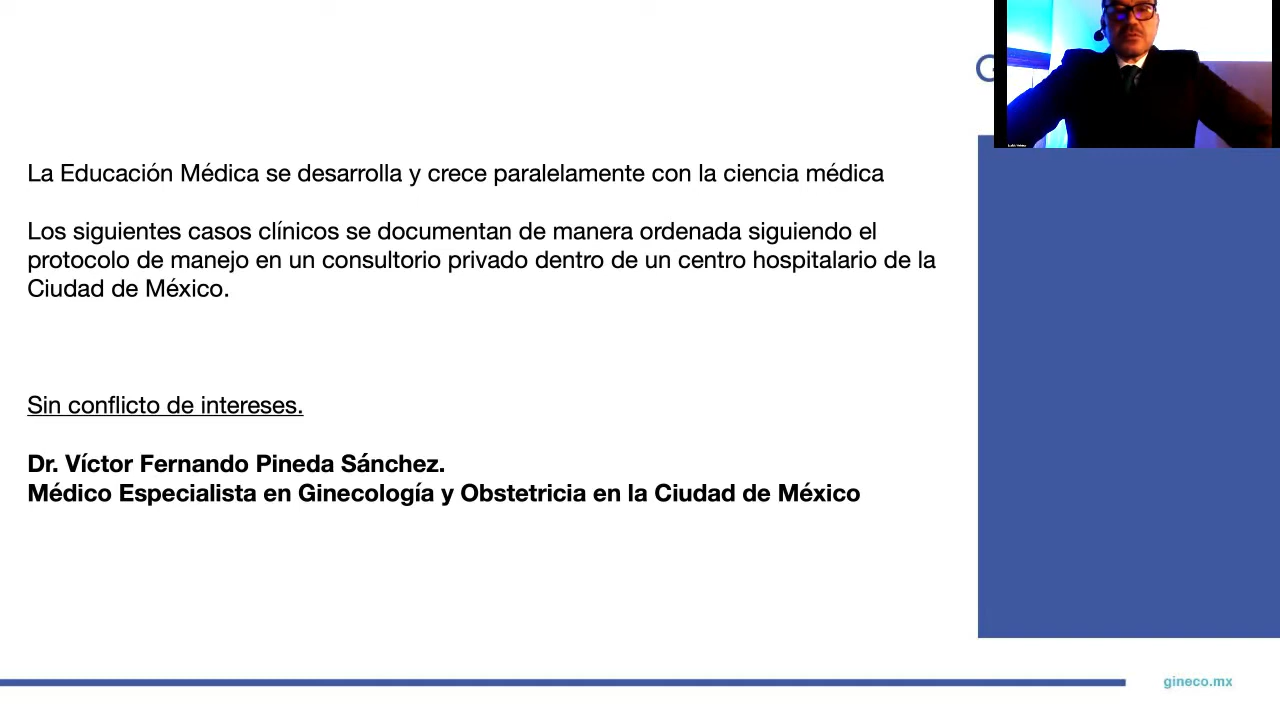 La Educación Médica se desarrolla y crece paralelamente con la ciencia médica
Los siguientes casos clínicos se documentan de manera ordenada siguiendo el
protocolo de manejo en un consultorio privado dentro de un centro hospitalario de la
Ciudad de México.
Sin conflicto de intereses.
Dr. Víctor Fernando Pineda Sánchez.
Médico Especialista en Ginecología y Obstetricia en la Ciudad de México
gineco.mx